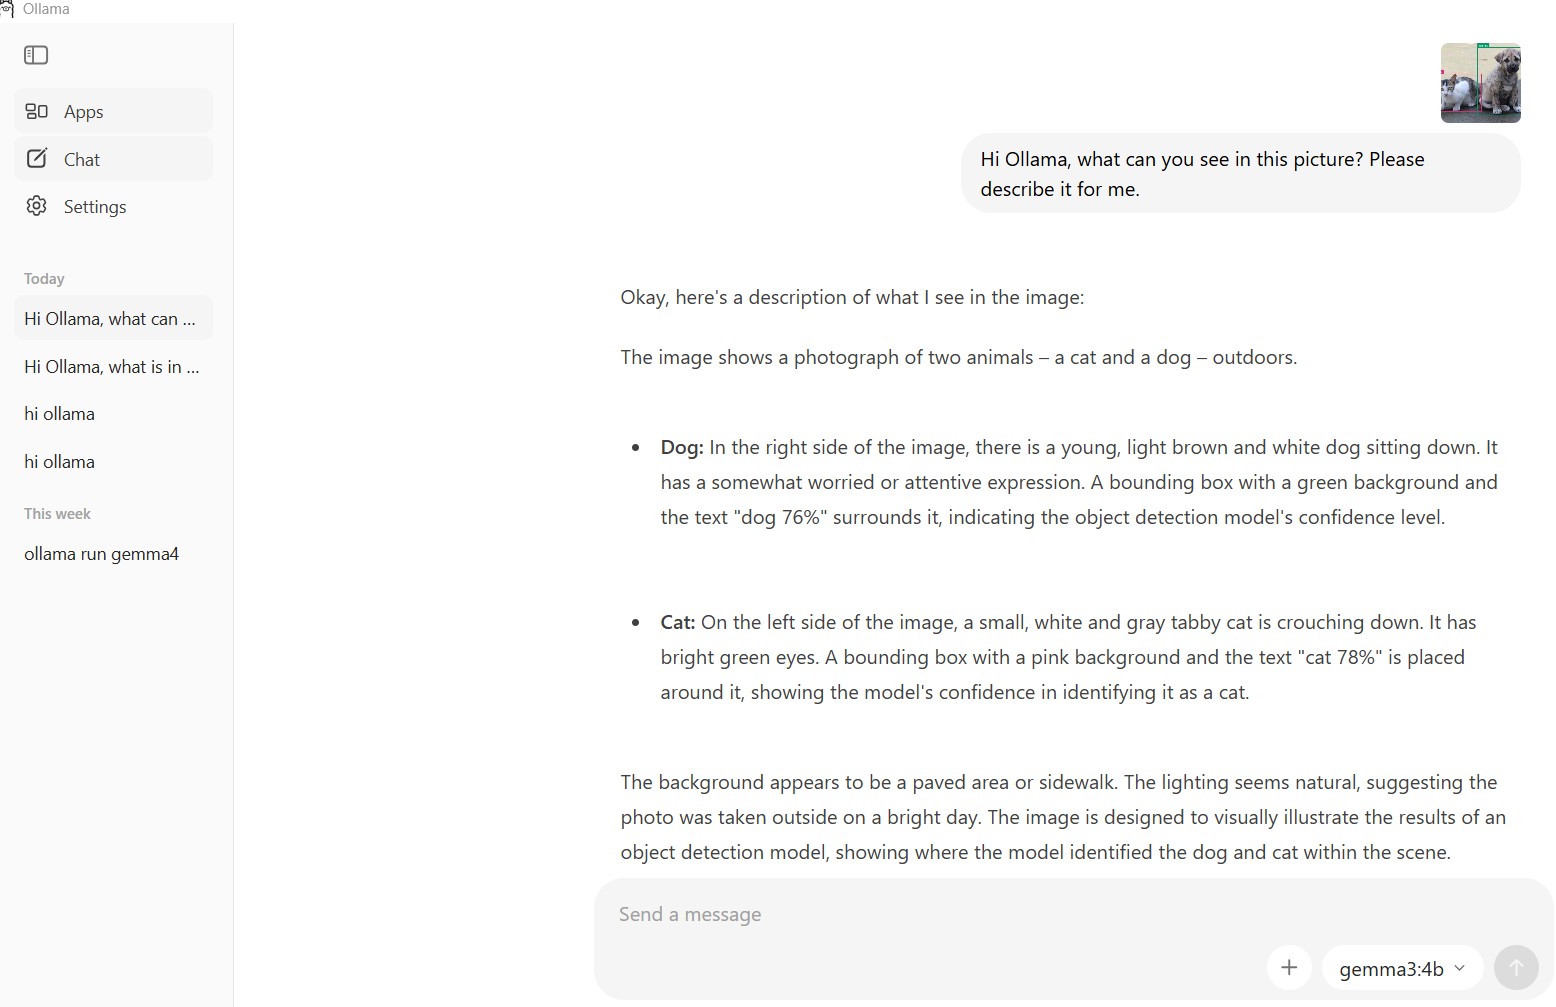 Ollama
Apps
Chat
Settings
Today
Hi Ollama, what can ...
Hi Ollama, what is in ...
hi ollama
hi ollama
This week
ollama run gemma4
Hi Ollama, what can you see in this picture? Please
describe it for me.
Okay, here's a description of what I see in the image:
The image shows a photograph of two animals – a cat and a dog – outdoors.
• Dog: In the right side of the image, there is a young, light brown and white dog sitting down. It
has a somewhat worried or attentive expression. A bounding box with a green background and
the text "dog 76%" surrounds it, indicating the object detection model's confidence level.
• Cat: On the left side of the image, a small, white and gray tabby cat is crouching down. It has
bright green eyes. A bounding box with a pink background and the text "cat 78%" is placed
around it, showing the model's confidence in identifying it as a cat.
The background appears to be a paved area or sidewalk. The lighting seems natural, suggesting the
photo was taken outside on a bright day. The image is designed to visually illustrate the results of an
object detection model, showing where the model identified the dog and cat within the scene.
Send a message
gemma3:4b